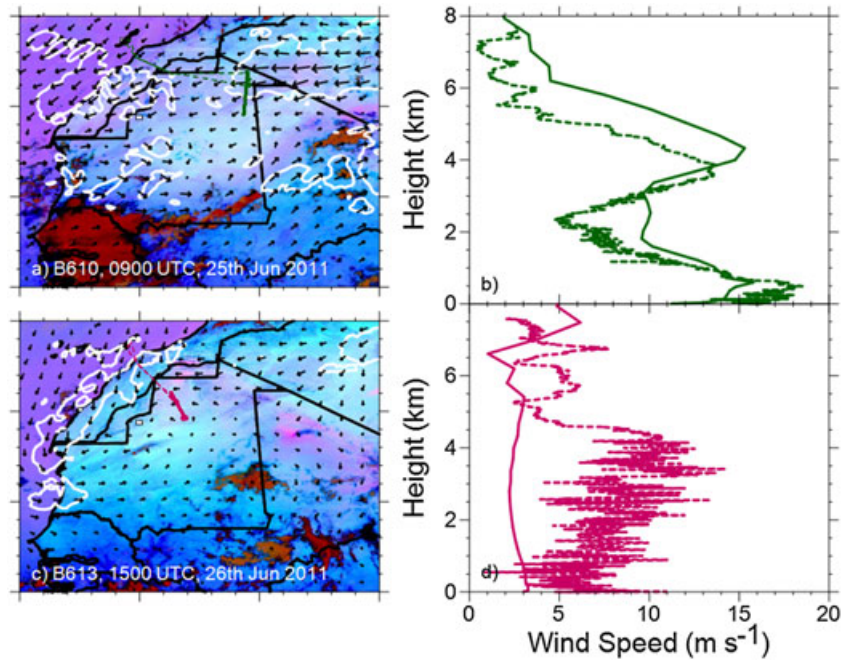 8
6
4
2
0
Height (km)
b)
a) B610, 0900 UTC, 25th Jun 2011
6
4
2
0
Height (km)
d)
c) B613, 1500 UTC, 26th Jun 2011
0 5 10 15 20
Wind Speed (m s⁻¹)